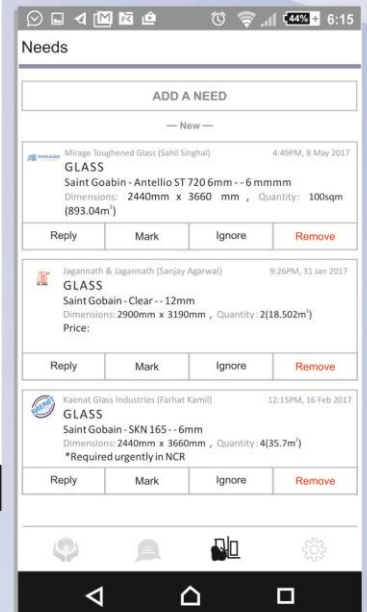 44% 6:15
Needs
ADD A NEED
— New —
MIRAGE Mirage Toughened Glass (Sahil Singhal) 4:49PM, 8 May 2017
GLASS
Saint Goabin - Antellio ST 720 6mm - - 6 mmmm
Dimensions: 2440mm x 3660 mm , Quantity: 100sqm
(893.04m²)
Reply Mark Ignore Remove
Jagannath & Jagannath (Sanjay Agarwal) 9:26PM, 31 Jan 2017
GLASS
Saint Gobain - Clear - - 12mm
Dimensions: 2900mm x 3190mm , Quantity: 2(18.502m²)
Price:
Reply Mark Ignore Remove
KAENAT Kaenat Glass Industries (Farhat Kamil) 12:15PM, 16 Feb 2017
GLASS
Saint Gobain - SKN 165 - - 6mm
Dimensions: 2440mm x 3660mm , Quantity: 4(35.7m²)
*Required urgently in NCR
Reply Mark Ignore Remove